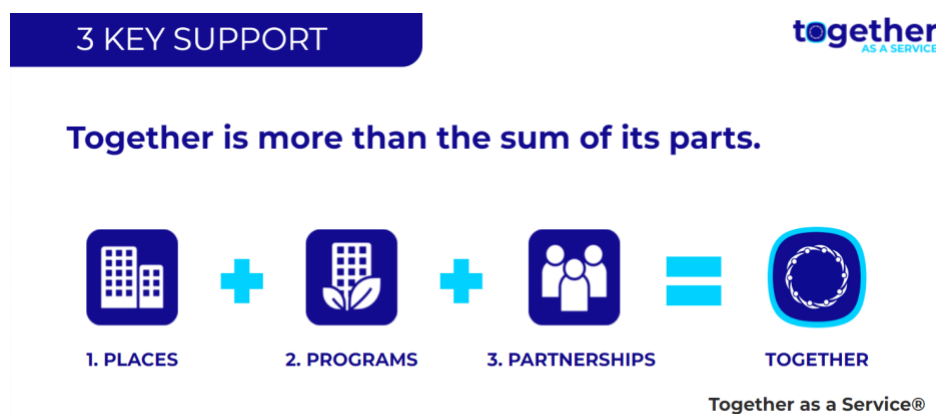 3 KEY SUPPORT
together
AS A SERVICE
Together is more than the sum of its parts.
1. PLACES
2. PROGRAMS
3. PARTNERSHIPS
TOGETHER
Together as a Service®